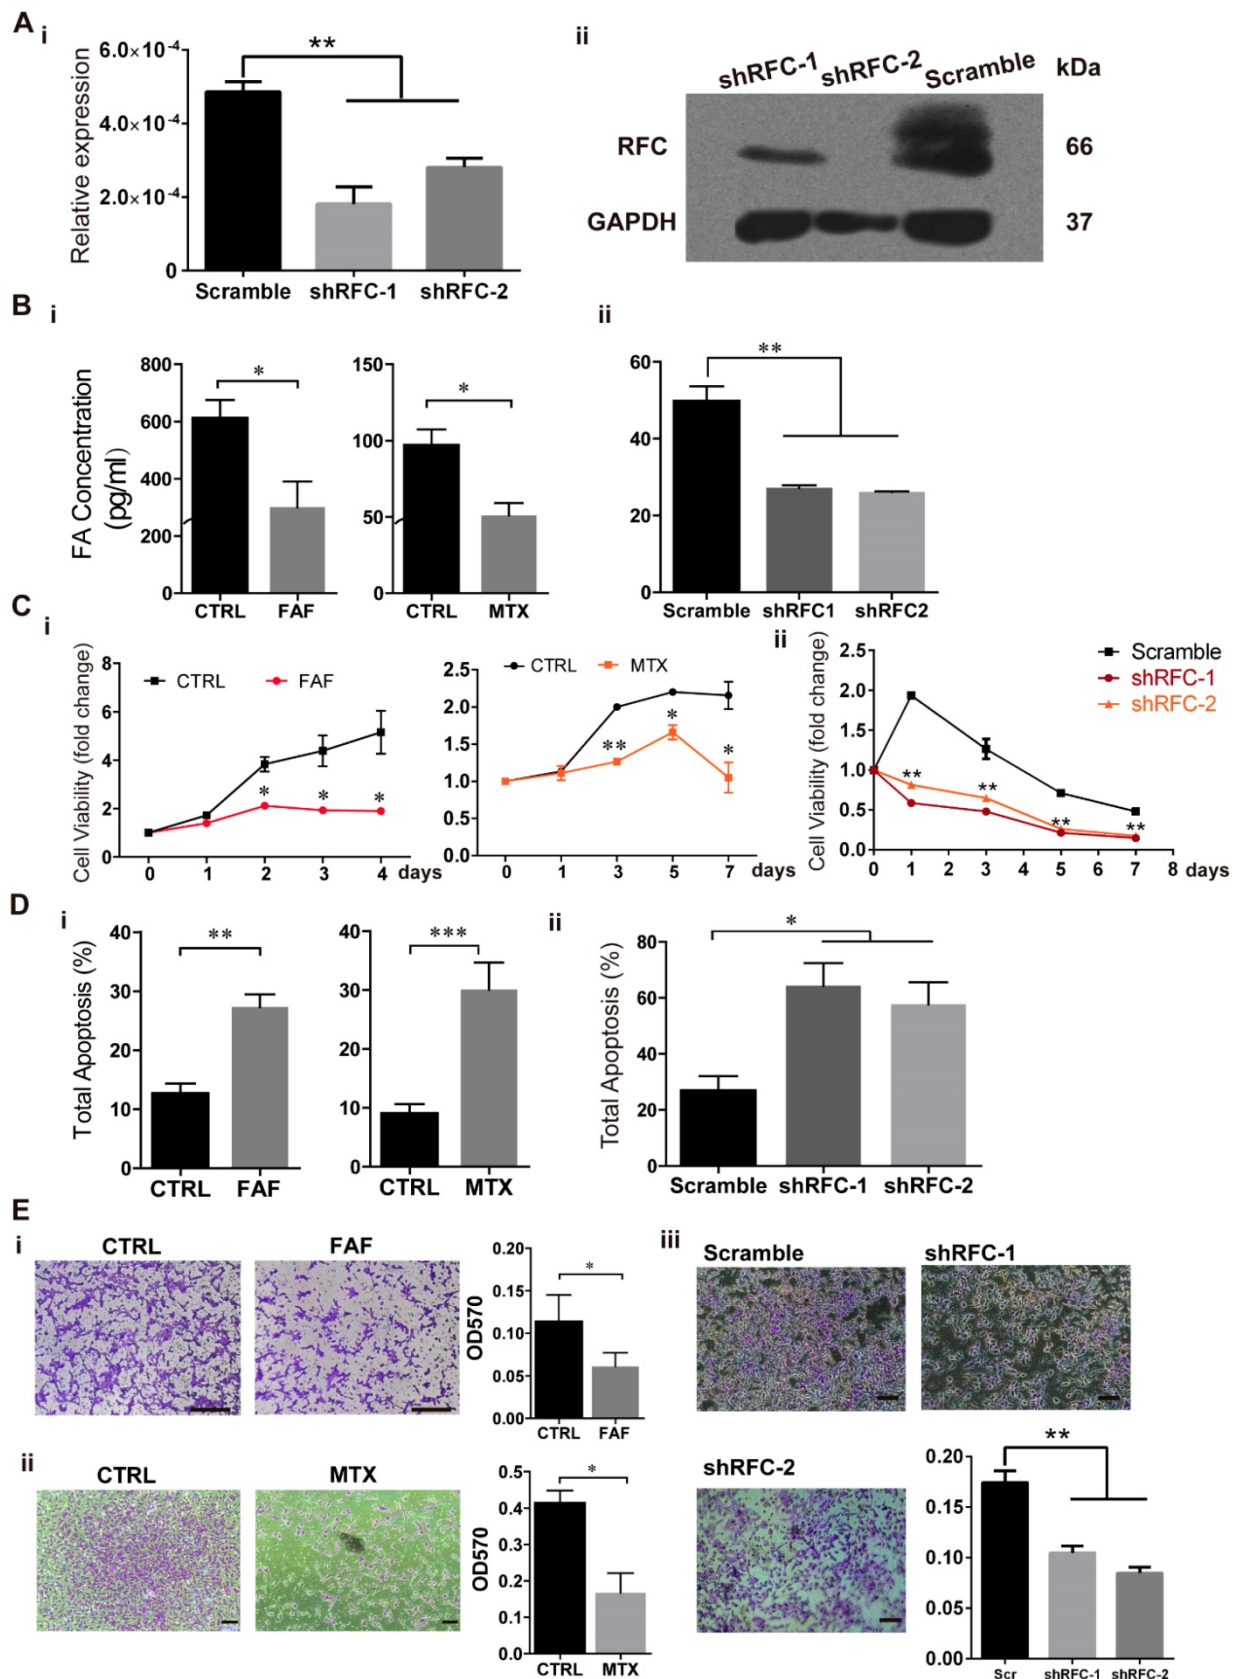 A i
Relative expression
6.0×10⁻⁴
4.0×10⁻⁴
2.0×10⁻⁴
0
**
Scramble shRFC-1 shRFC-2
ii
shRFC-1 shRFC-2 Scramble kDa
RFC 66
GAPDH 37
B i
FA Concentration
(pg/ml)
800
600
400
200
0
*
CTRL FAF
150
100
50
0
*
CTRL MTX
ii
60
40
20
0
**
Scramble shRFC1 shRFC2
C i
Cell Viability (fold change)
8
6
4
2
0
CTRL FAF
* * *
0 1 2 3 4 days
2.5
2.0
1.5
1.0
0.5
0.0
CTRL MTX
** * *
0 1 3 5 7 days
ii
Cell Viability (fold change)
2.5
2.0
1.5
1.0
0.5
0.0
Scramble
shRFC-1
shRFC-2
** ** ** **
0 1 2 3 4 5 6 7 8 days
D i
Total Apoptosis (%)
40
30
20
10
0
**
CTRL FAF
40
30
20
10
0
***
CTRL MTX
ii
Total Apoptosis (%)
80
60
40
20
0
*
Scramble shRFC-1 shRFC-2
E
i
CTRL FAF
OD570
0.20
0.15
0.10
0.05
0.00
*
CTRL FAF
ii
CTRL MTX
OD570
0.5
0.4
0.3
0.2
0.1
0.0
*
CTRL MTX
iii
Scramble shRFC-1
shRFC-2
0.20
0.15
0.10
0.05
0.00
**
Scr shRFC-1 shRFC-2